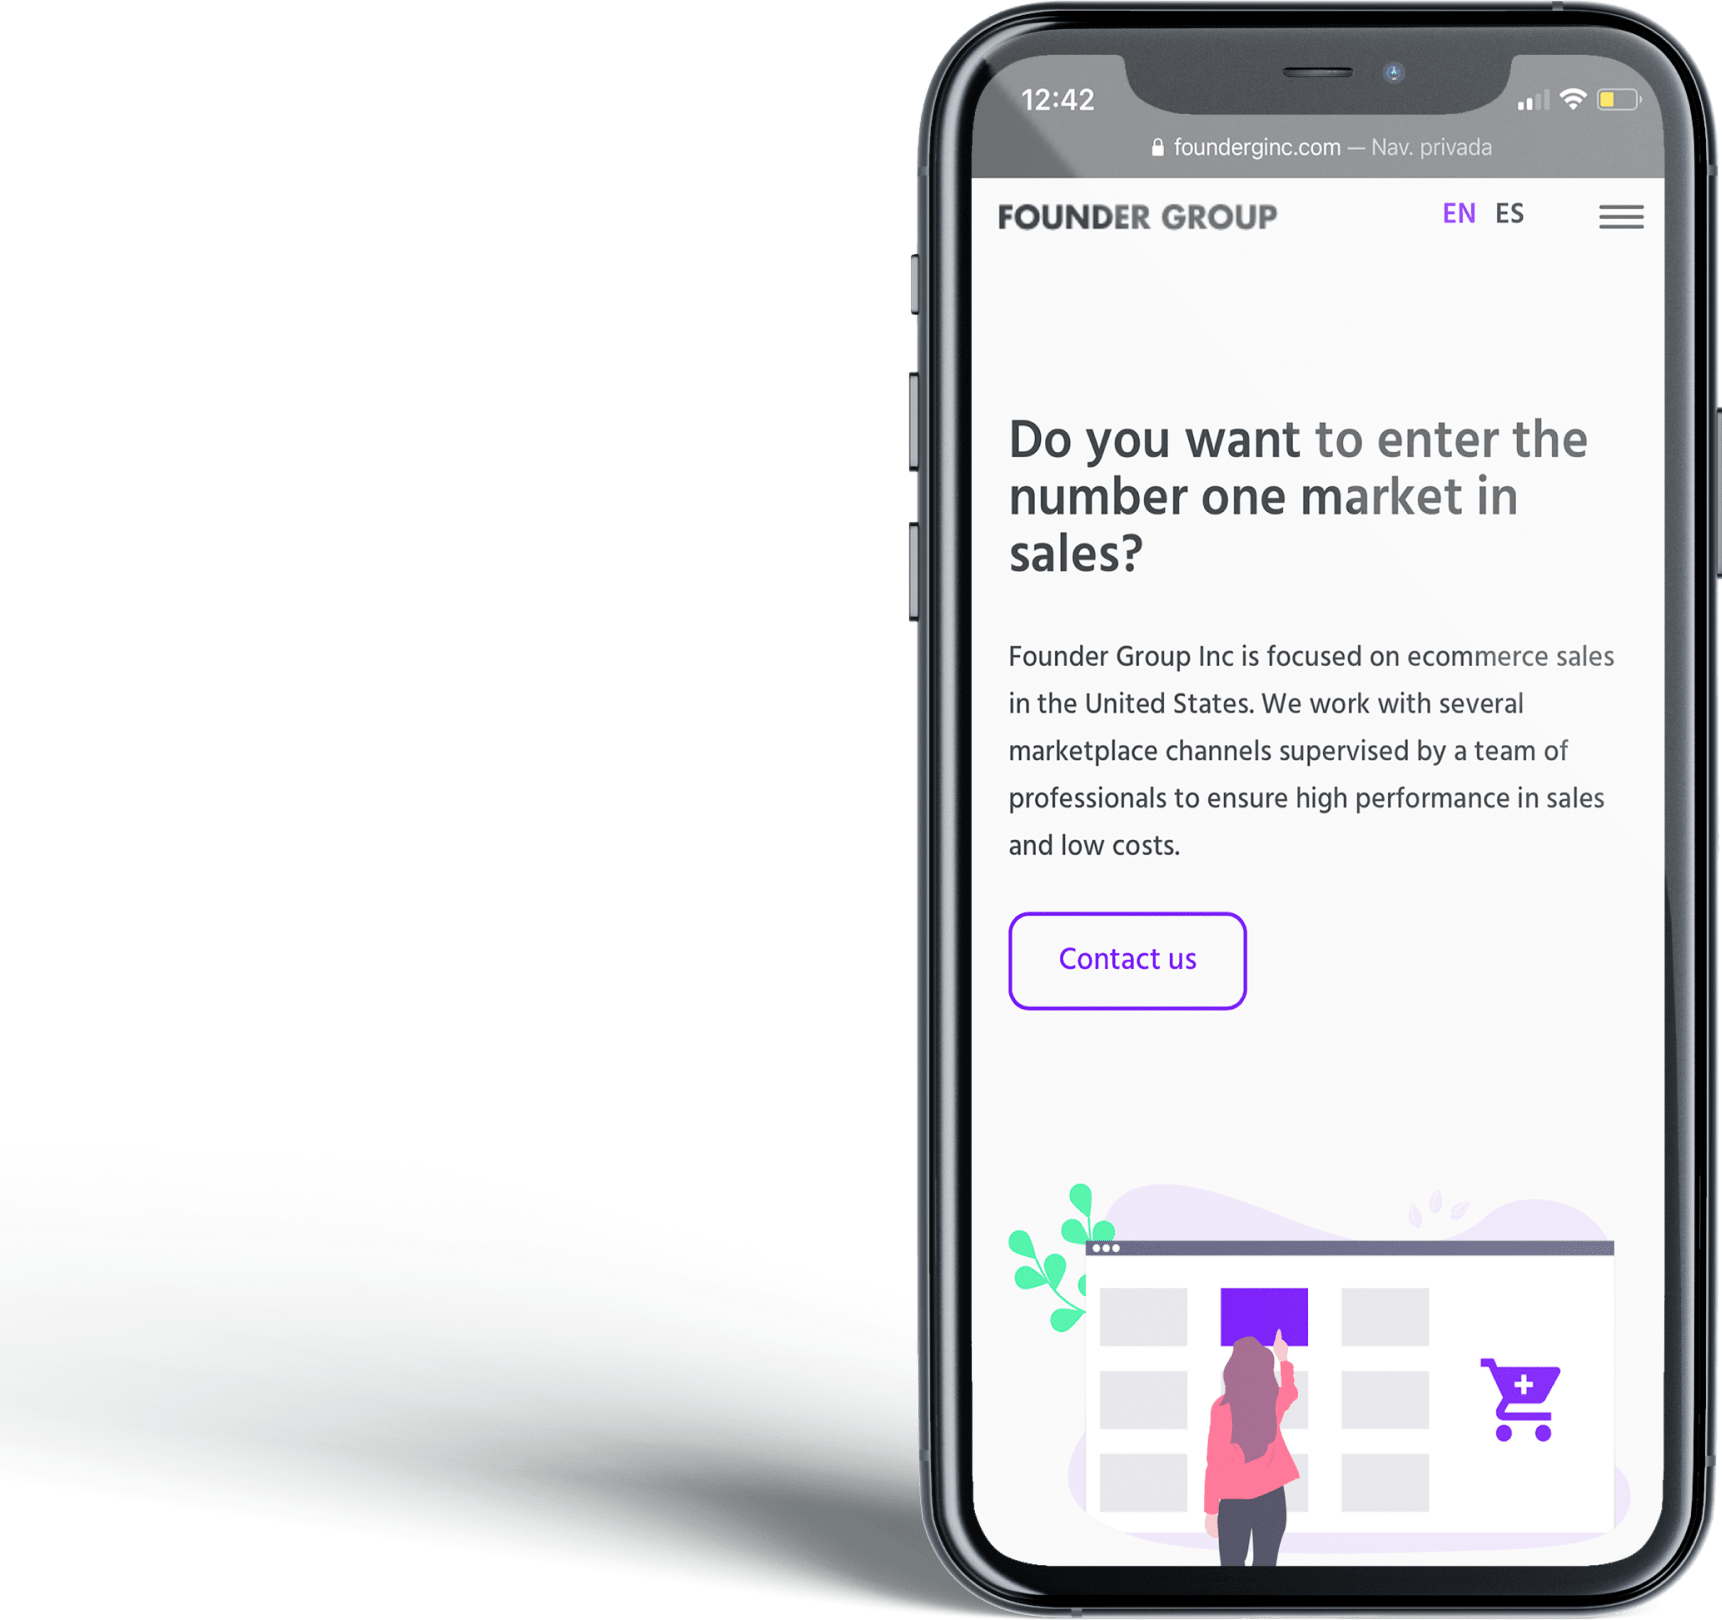 12:42
founderginc.com — Nav. privada
FOUNDER GROUP
EN ES
Do you want to enter the
number one market in
sales?
Founder Group Inc is focused on ecommerce sales
in the United States. We work with several
marketplace channels supervised by a team of
professionals to ensure high performance in sales
and low costs.
Contact us